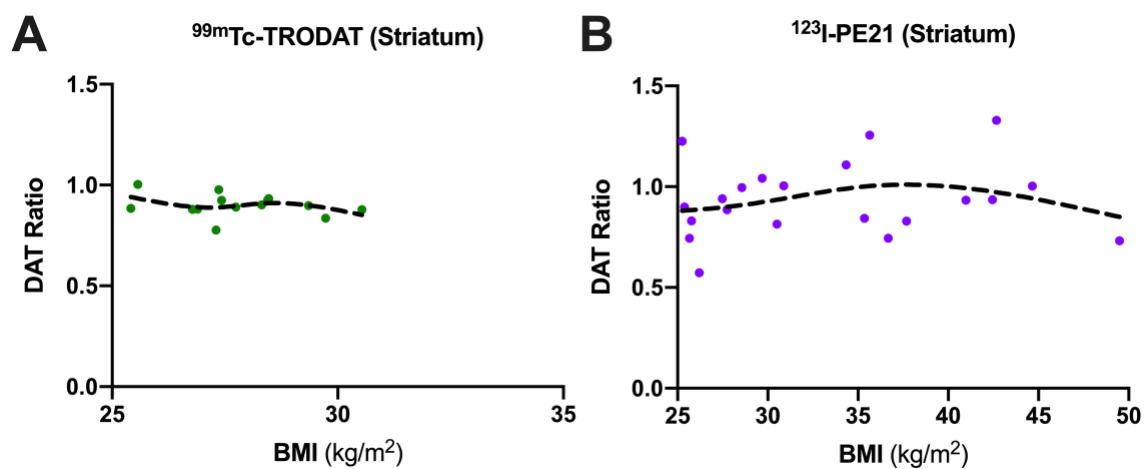 A
⁹⁹ᵐTc-TRODAT (Striatum)
1.5
1.0
0.5
0.0
DAT Ratio
25
30
35
BMI (kg/m²)
B
¹²³I-PE21 (Striatum)
1.5
1.0
0.5
0.0
DAT Ratio
25
30
35
40
45
50
BMI (kg/m²)